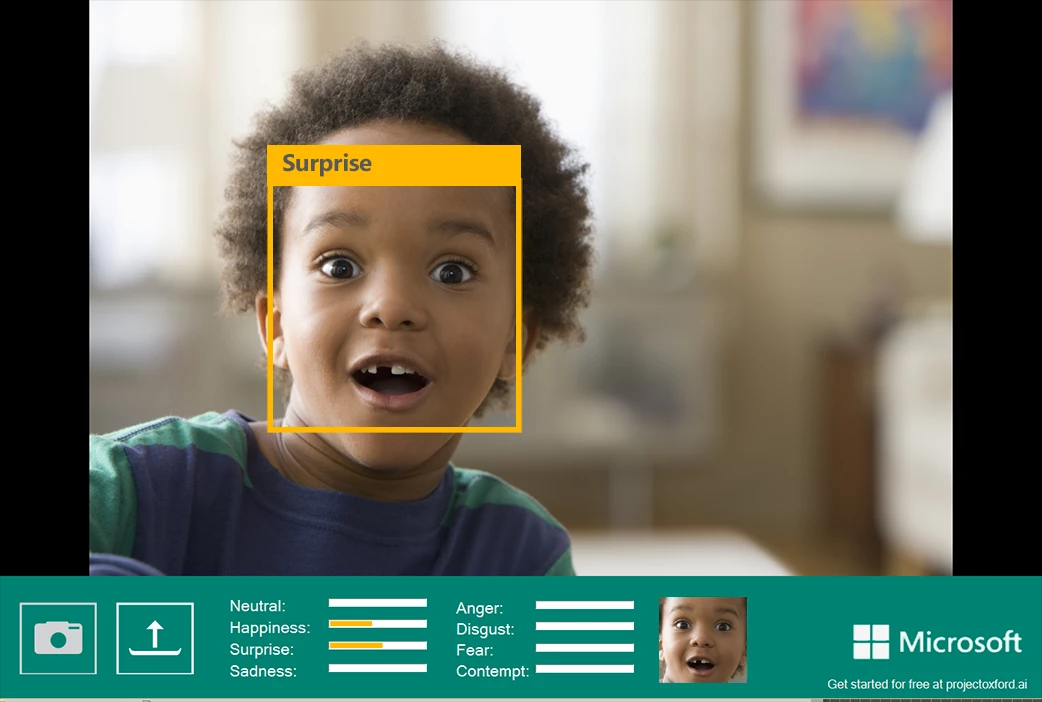 Surprise
Neutral:
Happiness:
Surprise:
Sadness:
Anger:
Disgust:
Fear:
Contempt:
Microsoft
Get started for free at projectoxford.ai